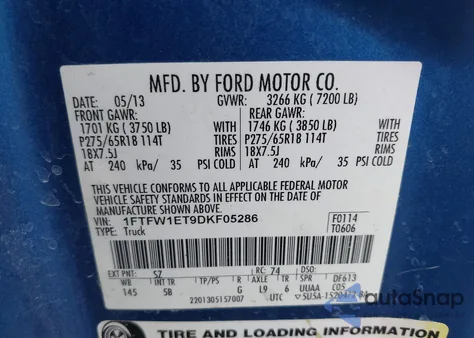 MFD. BY FORD MOTOR CO.
DATE: 05/13 GVWR: 3266 KG ( 7200 LB)
FRONT GAWR: REAR GAWR:
1701 KG ( 3750 LB) 1746 KG ( 3850 LB)
P275/65R18 114T TIRES P275/65R18 114T TIRES
18X7.5J RIMS 18X7.5J RIMS
AT 240 kPa/ 35 PSI COLD AT 240 kPa/ 35 PSI COLD
THIS VEHICLE CONFORMS TO ALL APPLICABLE FEDERAL MOTOR
VEHICLE SAFETY STANDARDS IN EFFECT ON THE DATE OF
MANUFACTURE SHOWN ABOVE.
VIN: 1FTFW1ET9DKF05286 F0114
TYPE: Truck T0606
EXT PNT: SZ RC: 74 DSO:
WB INT TR TP/PS R AXLE TR SPR DF613
145 SB G L9 6 UUAA C05
2201305157007 UTC
autoSnap
TIRE AND LOADING INFORMATION